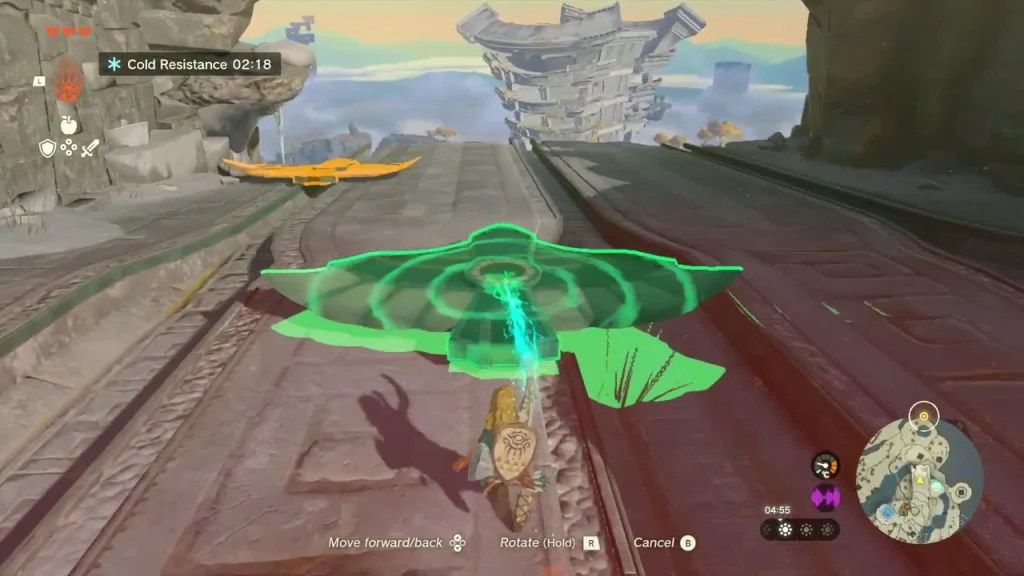 Cold Resistance 02:18
L
04:55
Move forward/back
Rotate (Hold) R
Cancel B